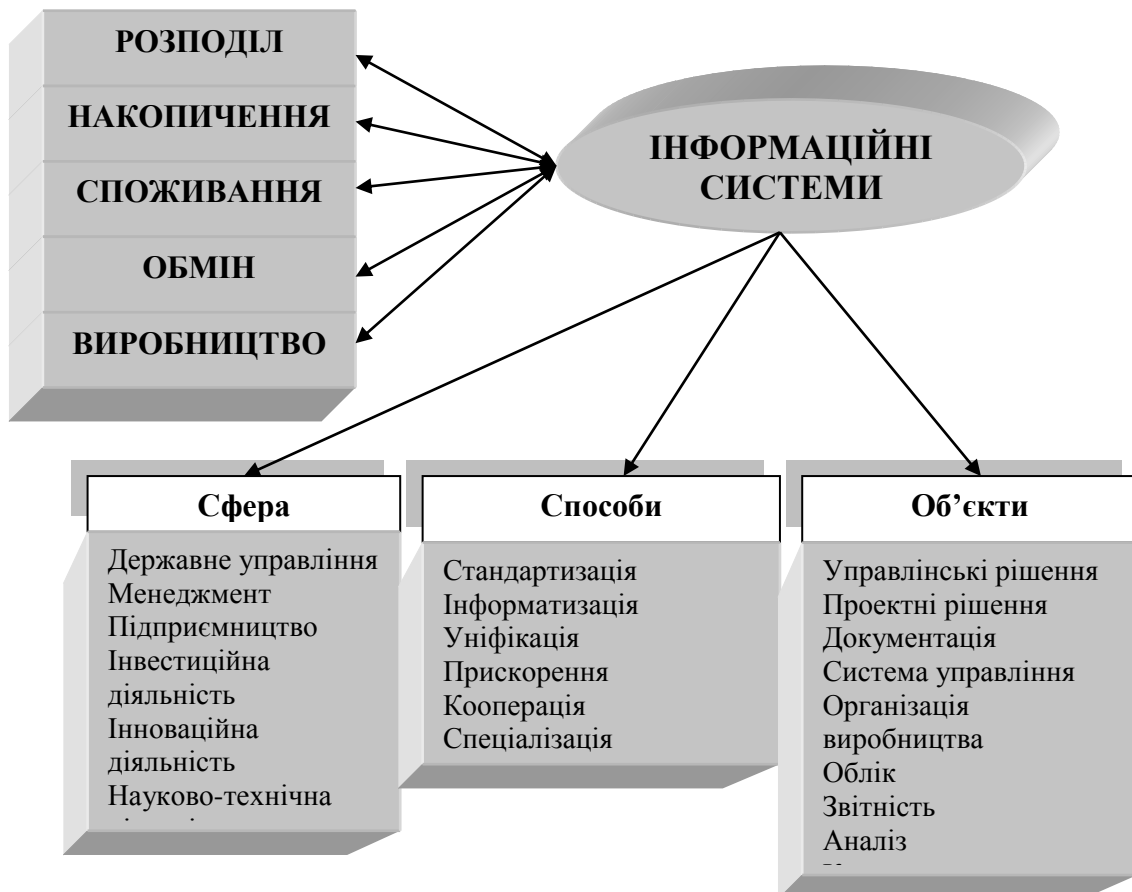 РОЗПОДІЛ
НАКОПИЧЕННЯ
СПОЖИВАННЯ
ОБМІН
ВИРОБНИЦТВО
ІНФОРМАЦІЙНІ
СИСТЕМИ
Сфера
Державне управління
Менеджмент
Підприємництво
Інвестиційна
діяльність
Інноваційна
діяльність
Науково-технічна
Способи
Стандартизація
Інформатизація
Уніфікація
Прискорення
Кооперація
Спеціалізація
Об’єкти
Управлінські рішення
Проектні рішення
Документація
Система управління
Організація
виробництва
Облік
Звітність
Аналіз